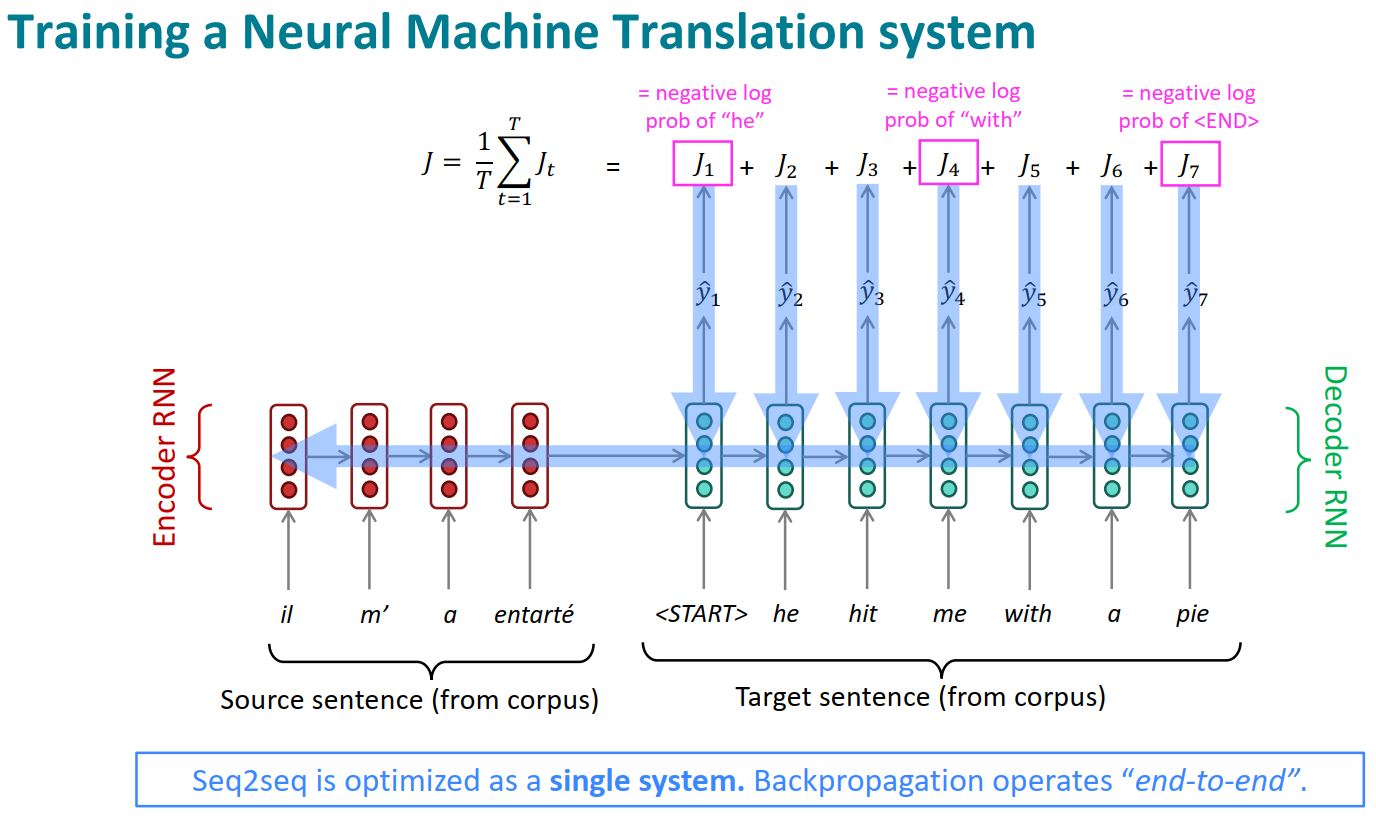 Training a Neural Machine Translation system
= negative log prob of “he”
= negative log prob of “with”
= negative log prob of <END>
J = 1/T ∑_{t=1}^{T} J_t = J_1 + J_2 + J_3 + J_4 + J_5 + J_6 + J_7
ŷ_1 ŷ_2 ŷ_3 ŷ_4 ŷ_5 ŷ_6 ŷ_7
Encoder RNN
Decoder RNN
il m’ a entarté <START> he hit me with a pie
Source sentence (from corpus)
Target sentence (from corpus)
Seq2seq is optimized as a single system. Backpropagation operates “end-to-end”.